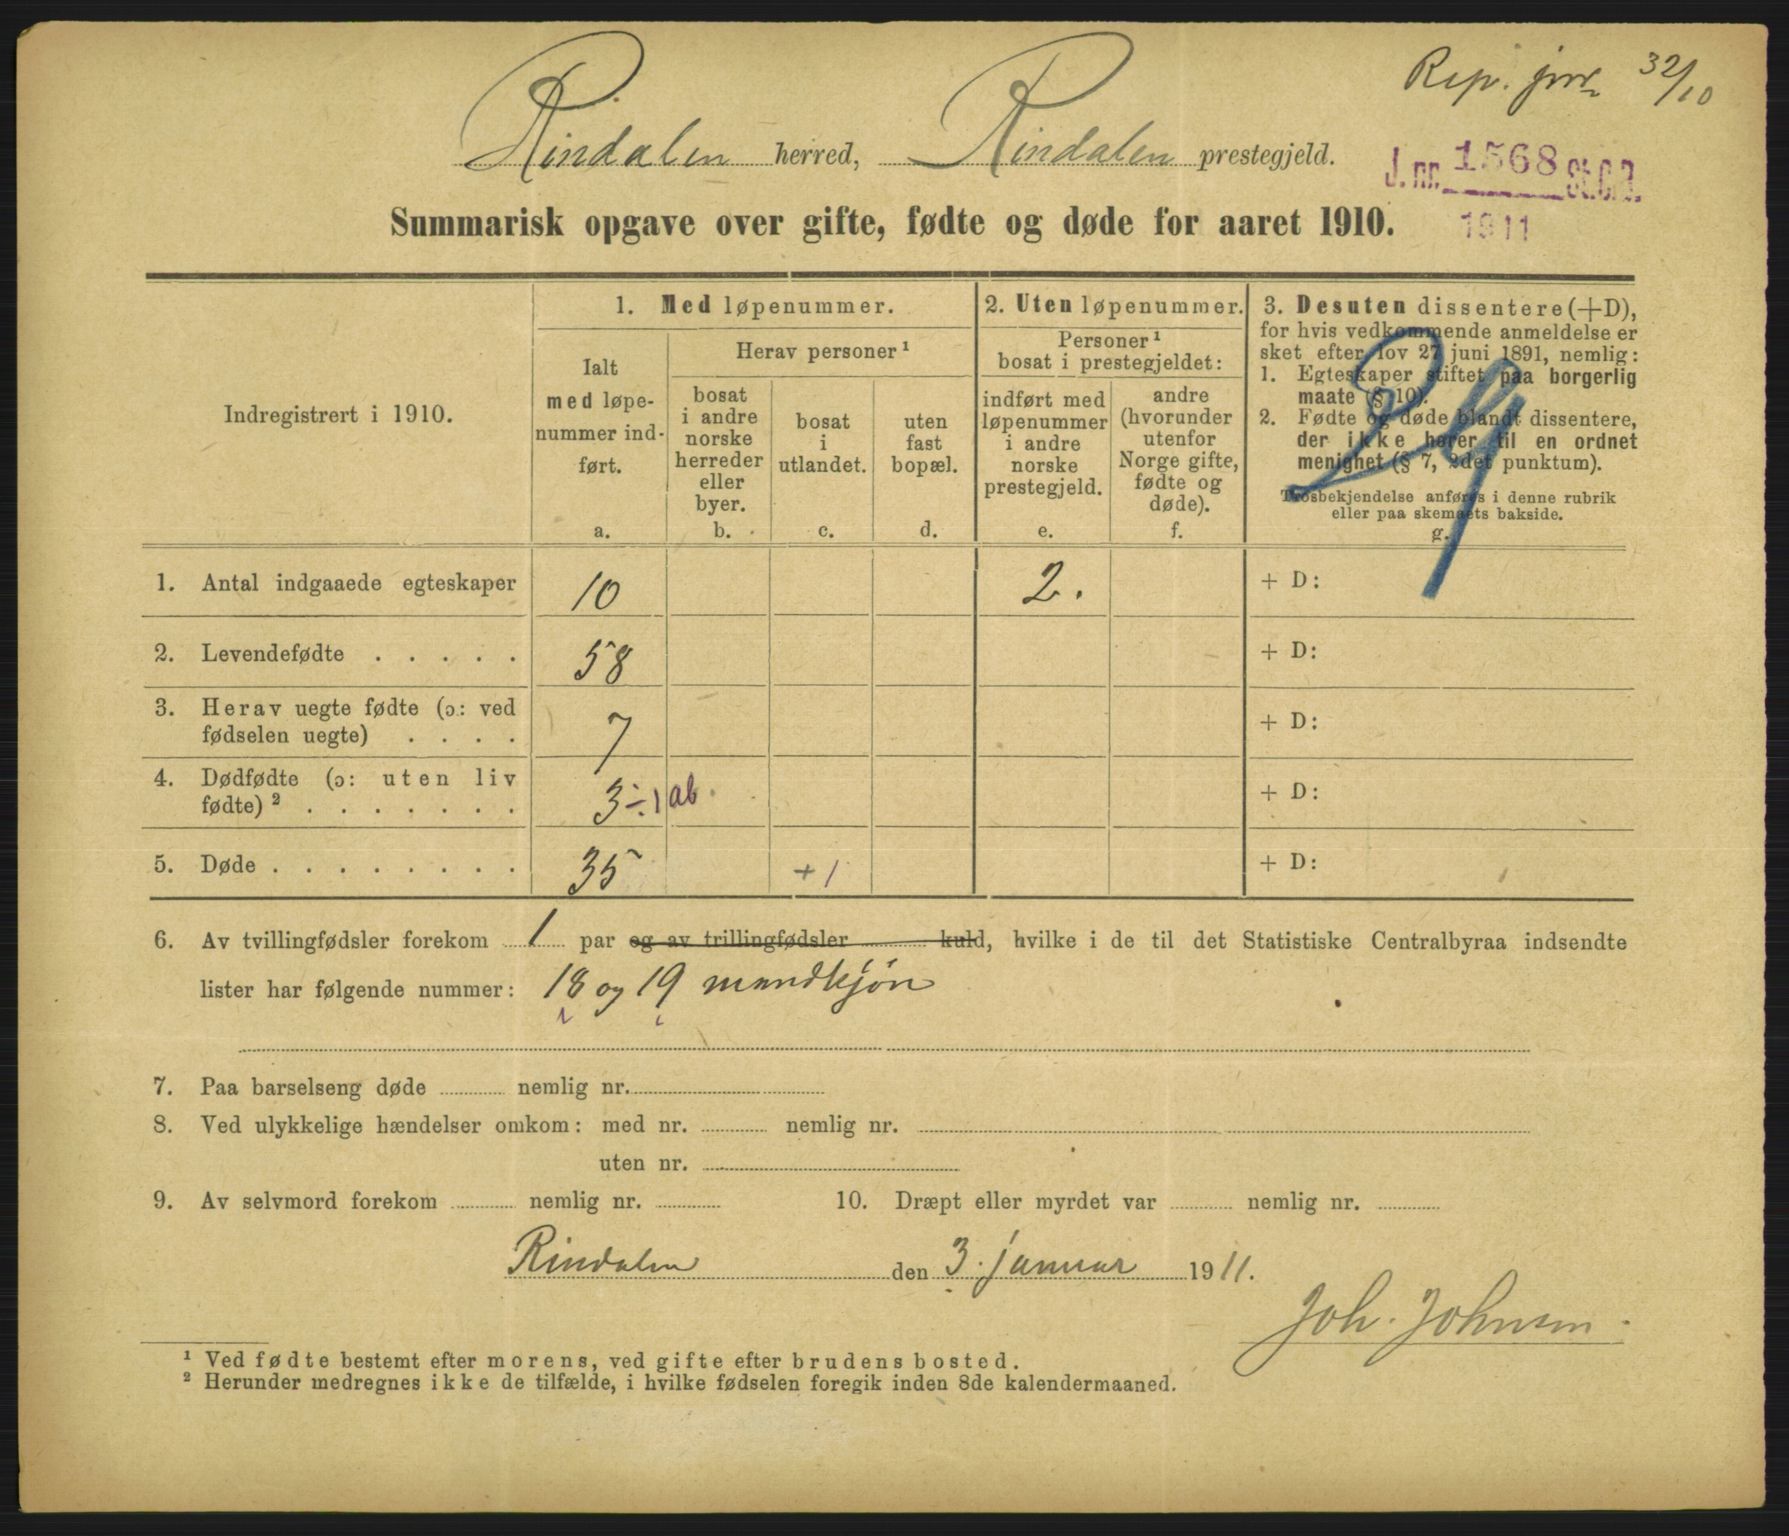 32/10
Rindalen herred, Rindalen prestegjeld.
J. nr. 1568 St.C.B.
1911
Summarisk opgave over gifte, fødte og døde for aaret 1910.
Indregistrert i 1910.
1. Med løpenummer.
Ialt
med løpe-
nummer ind-
ført.
a.
Herav personer ¹
bosat
i andre
norske
herreder
eller
byer.
b.
bosat
i
utlandet.
c.
uten
fast
bopæl.
d.
2. Uten løpenummer.
Personer ¹
bosat i prestegjeldet:
indført med
løpenummer
i andre
norske
prestegjeld.
e.
andre
(hvorunder
utenfor
Norge gifte,
fødte og
døde).
f.
3. Desuten dissentere (+D),
for hvis vedkommende anmeldelse er
sket efter lov 27 juni 1891, nemlig:
1. Egteskaper stiftet paa borgerlig
maate (§ 10).
2. Fødte og døde blandt dissentere,
der ikke hører til en ordnet
menighet (§ 7, 2det punktum).
Trosbekjendelse anføres i denne rubrik
eller paa skemaets bakside.
g.
1. Antal indgaaede egteskaper 10 2. + D:
2. Levendefødte . . . . . 58 + D:
3. Herav uegte fødte (ɔ: ved
fødselen uegte) . . . . 7 + D:
4. Dødfødte (ɔ: uten liv
fødte) ² . . . . . . . 3 ÷ 1 ab. + D:
5. Døde . . . . . . . . 35 + 1 + D:
6. Av tvillingfødsler forekom 1 par og av trillingfødsler kuld, hvilke i de til det Statistiske Centralbyraa indsendte
lister har følgende nummer: 18 og 19 mandkjøn
7. Paa barselseng døde nemlig nr.
8. Ved ulykkelige hændelser omkom: med nr. nemlig nr.
uten nr.
9. Av selvmord forekom nemlig nr. 10. Dræpt eller myrdet var nemlig nr.
Rindalen den 3. januar 1911.
Joh. Johnsen.
¹ Ved fødte bestemt efter morens, ved gifte efter brudens bosted.
² Herunder medregnes ikke de tilfælde, i hvilke fødselen foregik inden 8de kalendermaaned.